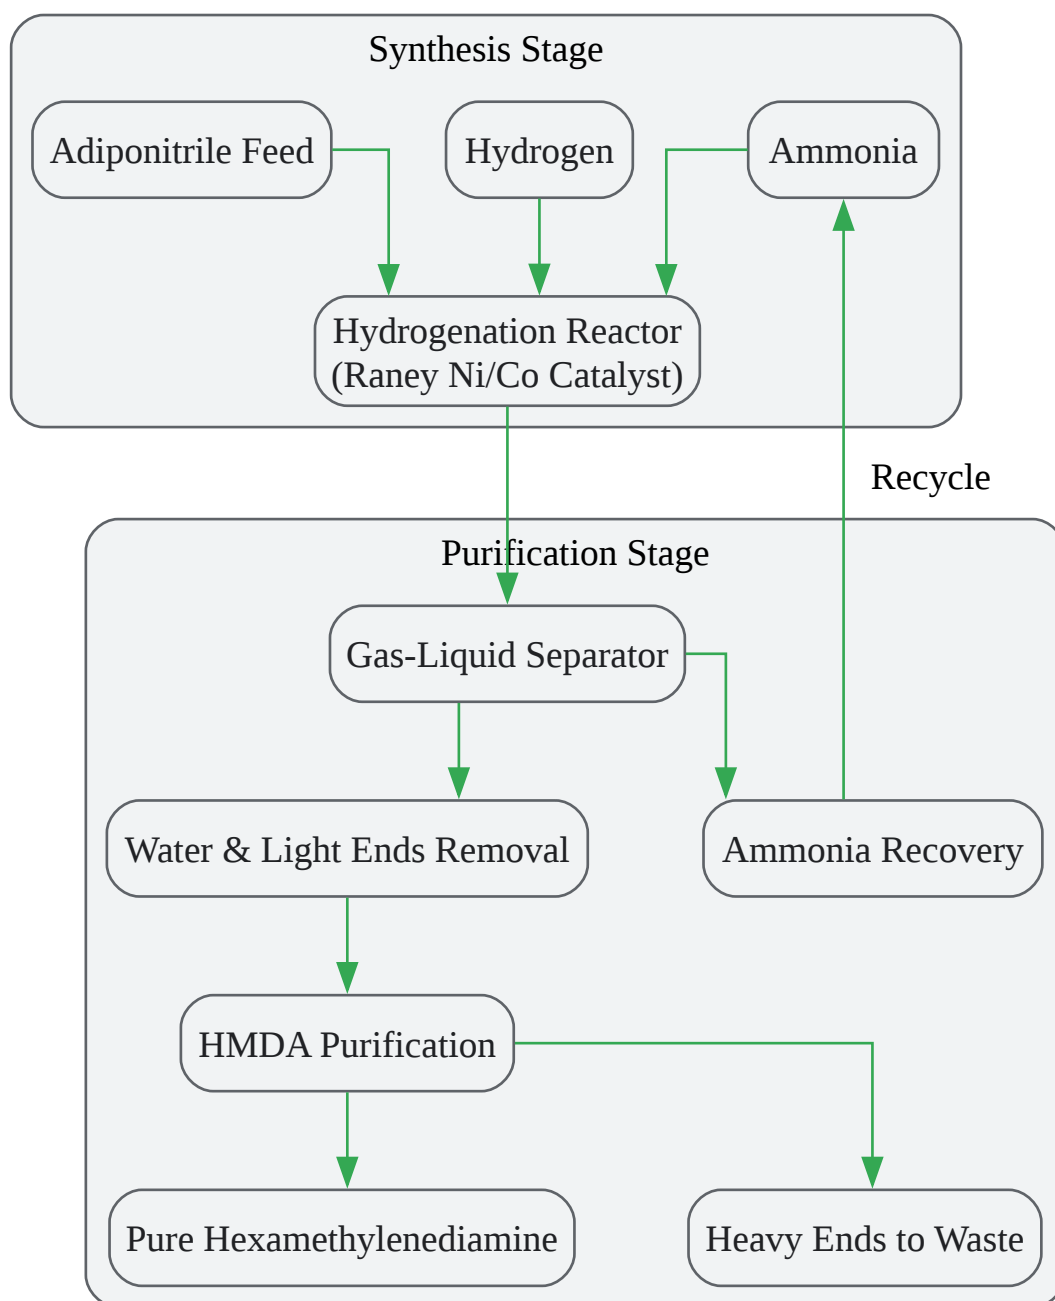 Synthesis Stage
Adiponitrile Feed
Hydrogen
Ammonia
Hydrogenation Reactor
(Raney Ni/Co Catalyst)
Recycle
Purification Stage
Gas-Liquid Separator
Water & Light Ends Removal
Ammonia Recovery
HMDA Purification
Pure Hexamethylenediamine
Heavy Ends to Waste